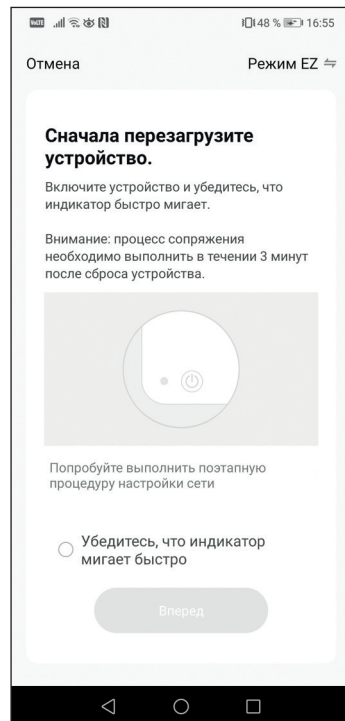 VoLTE 48 % 16:55
Отмена Режим EZ
Сначала перезагрузите
устройство.
Включите устройство и убедитесь, что
индикатор быстро мигает.
Внимание: процесс сопряжения
необходимо выполнить в течении 3 минут
после сброса устройства.
Попробуйте выполнить поэтапную
процедуру настройки сети
Убедитесь, что индикатор
мигает быстро
Вперед